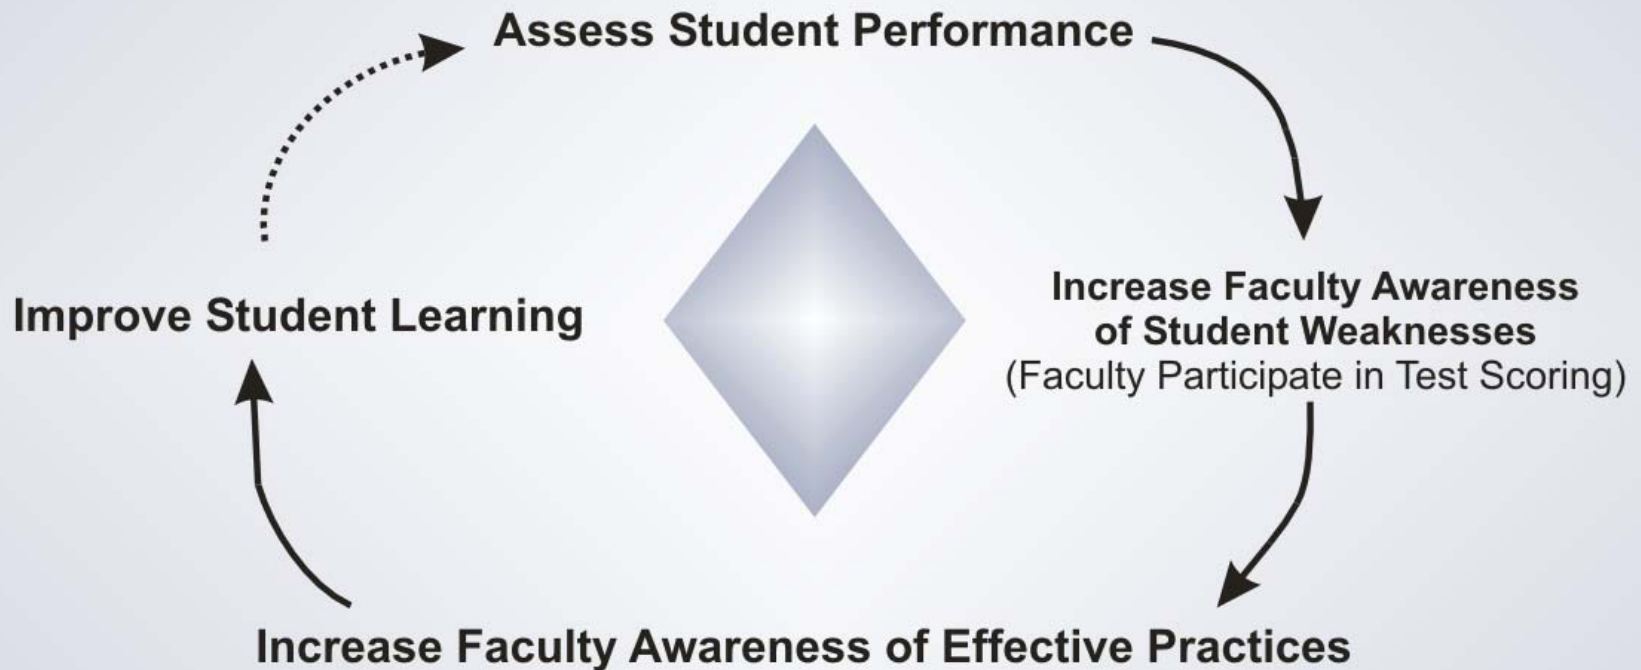 Assess Student Performance
Increase Faculty Awareness
of Student Weaknesses
(Faculty Participate in Test Scoring)
Increase Faculty Awareness of Effective Practices
Improve Student Learning